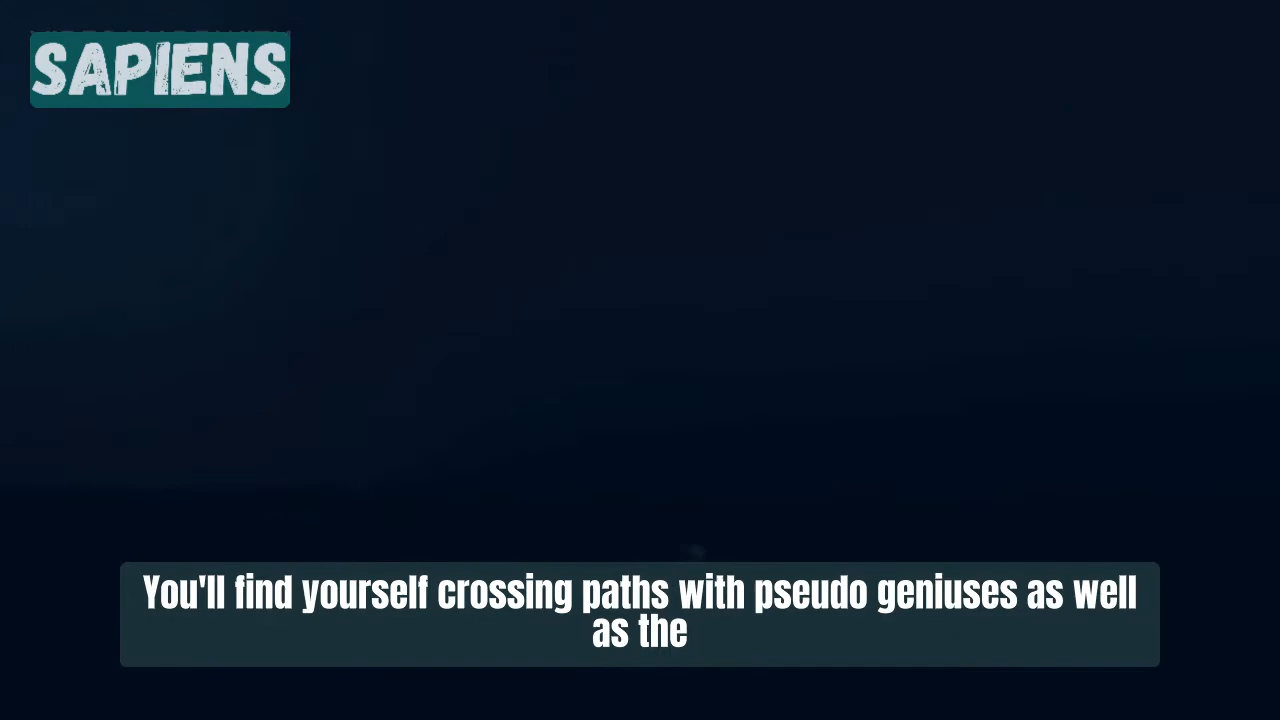 SAPIENS
You'll find yourself crossing paths with pseudo geniuses as well
as the